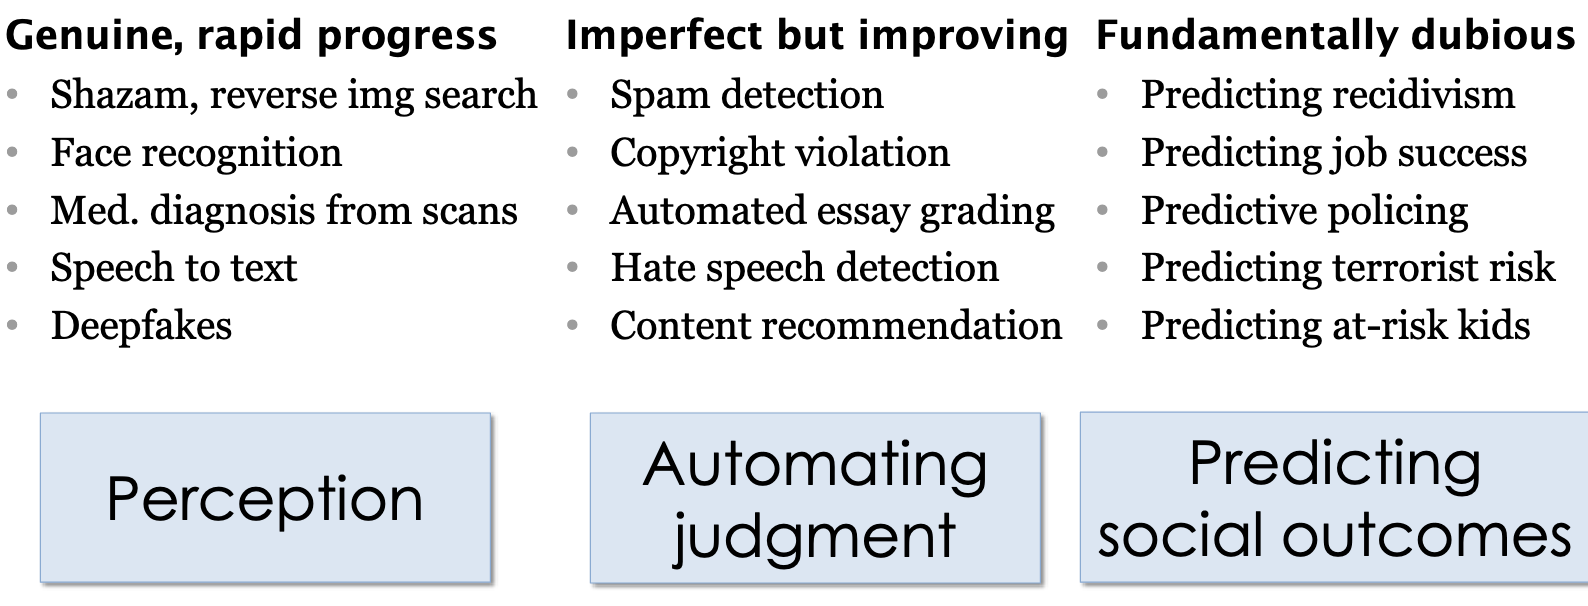 Genuine, rapid progress
• Shazam, reverse img search
• Face recognition
• Med. diagnosis from scans
• Speech to text
• Deepfakes
Perception
Imperfect but improving
• Spam detection
• Copyright violation
• Automated essay grading
• Hate speech detection
• Content recommendation
Automating
judgment
Fundamentally dubious
• Predicting recidivism
• Predicting job success
• Predictive policing
• Predicting terrorist risk
• Predicting at-risk kids
Predicting
social outcomes